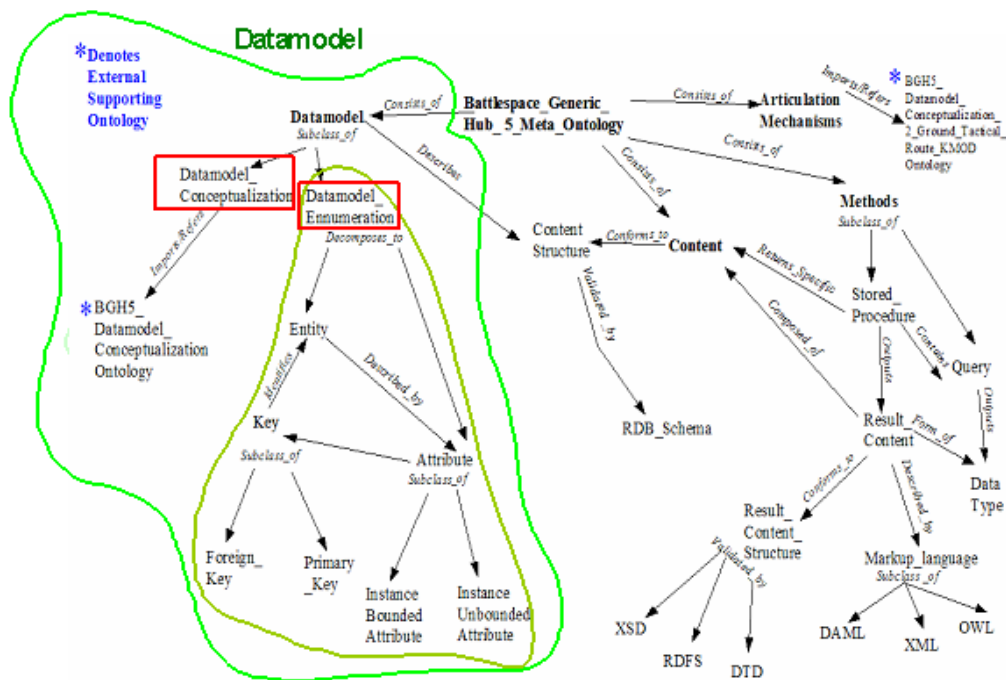 Datamodel
*Denotes
External
Supporting
Ontology
Datamodel
Subclass_of
Consists_of
Battlespace_Generic_
Hub_5_Meta_Ontology
Consists_of
Articulation
Mechanisms
Imports/Refers
*BGH5_
Datamodel_
Conceptualization_
2_Ground_Tactical_
Route_KMOD
Ontology
Describes
Consists_of
Consists_of
Datamodel_
Conceptualization
Datamodel_
Ennumeration
Decomposes_to
Imports/Refers
Content
Structure
Conforms_to
Content
Methods
Subclass_of
Returns_Specific
Validated_by
Stored_
Procedure
Composed_of
Outputs
Contains
Query
Outputs
*BGH5_
Datamodel_
Conceptualization
Ontology
Entity
Identifies
Described_by
Key
Subclass_of
Attribute
Subclass_of
RDB_Schema
Result_
Content
Form_of
Data
Type
Conforms_to
Described_by
Result_
Content_
Structure
Validated_by
Markup_language
Subclass_of
Foreign_
Key
Primary
_Key
Instance
Bounded
Attribute
Instance
Unbounded
Attribute
XSD
RDFS
DTD
DAML
XML
OWL